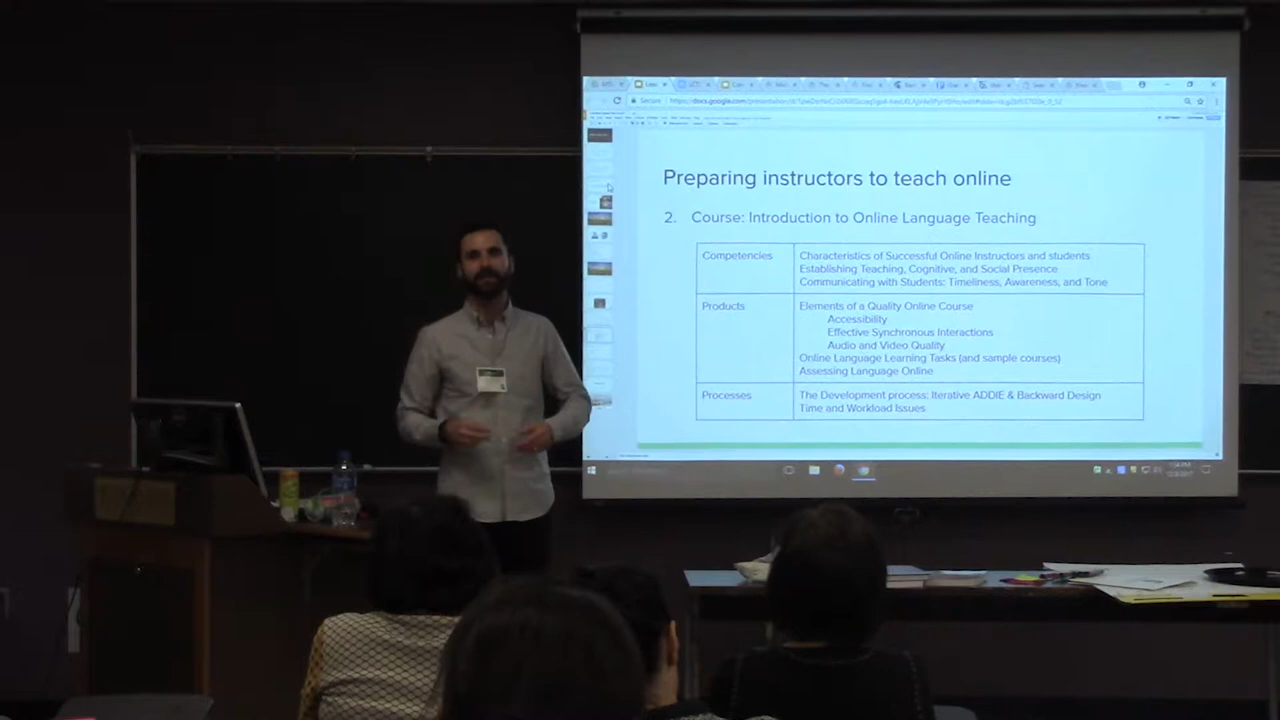 Secure
Preparing instructors to teach online
2. Course: Introduction to Online Language Teaching
Competencies
Characteristics of Successful Online Instructors and students
Establishing Teaching, Cognitive, and Social Presence
Communicating with Students: Timeliness, Awareness, and Tone
Products
Elements of a Quality Online Course
Accessibility
Effective Synchronous Interactions
Audio and Video Quality
Online Language Learning Tasks (and sample courses)
Assessing Language Online
Processes
The Development process: Iterative ADDIE & Backward Design
Time and Workload Issues